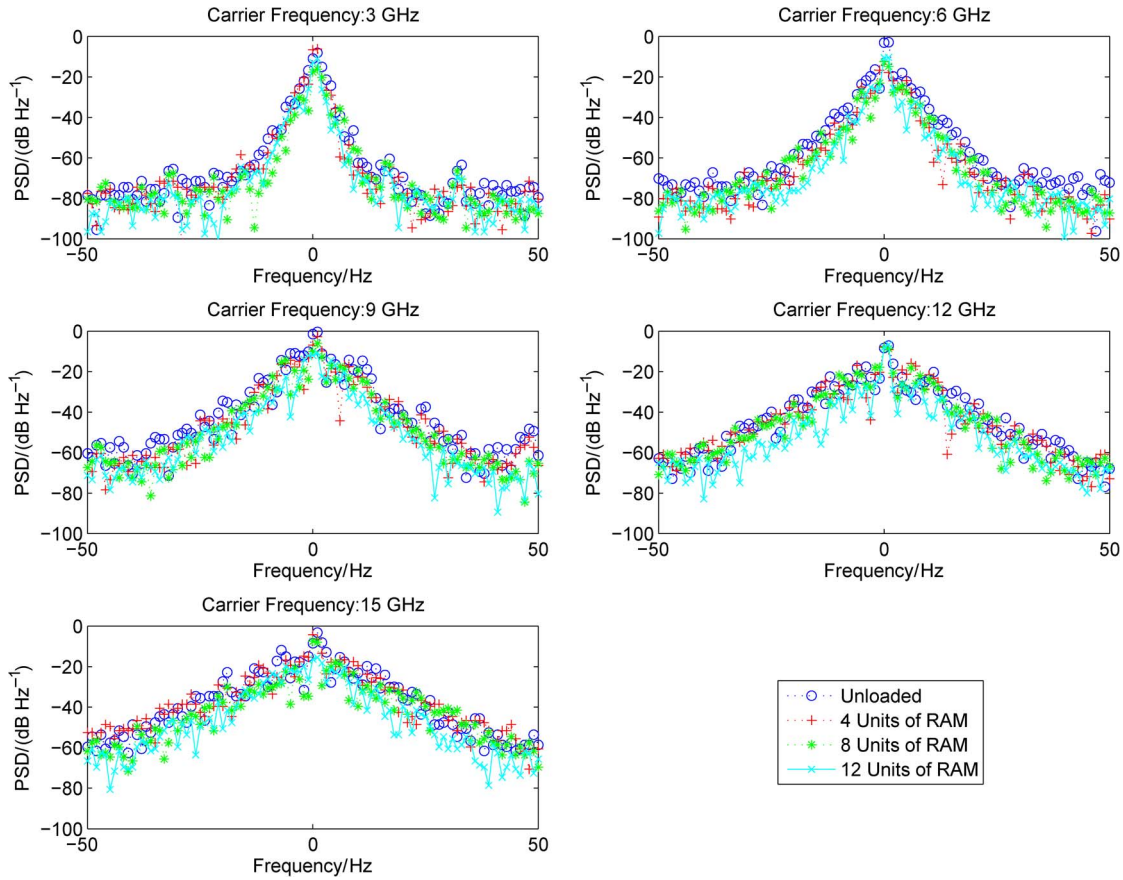 Carrier Frequency:3 GHz
0
−20
−40
−60
−80
−100
PSD/(dB Hz⁻¹)
−50
0
50
Frequency/Hz
Carrier Frequency:6 GHz
0
−20
−40
−60
−80
−100
PSD/(dB Hz⁻¹)
−50
0
50
Frequency/Hz
Carrier Frequency:9 GHz
0
−20
−40
−60
−80
−100
PSD/(dB Hz⁻¹)
−50
0
50
Frequency/Hz
Carrier Frequency:12 GHz
0
−20
−40
−60
−80
−100
PSD/(dB Hz⁻¹)
−50
0
50
Frequency/Hz
Carrier Frequency:15 GHz
0
−20
−40
−60
−80
−100
PSD/(dB Hz⁻¹)
−50
0
50
Frequency/Hz
Unloaded
4 Units of RAM
8 Units of RAM
12 Units of RAM